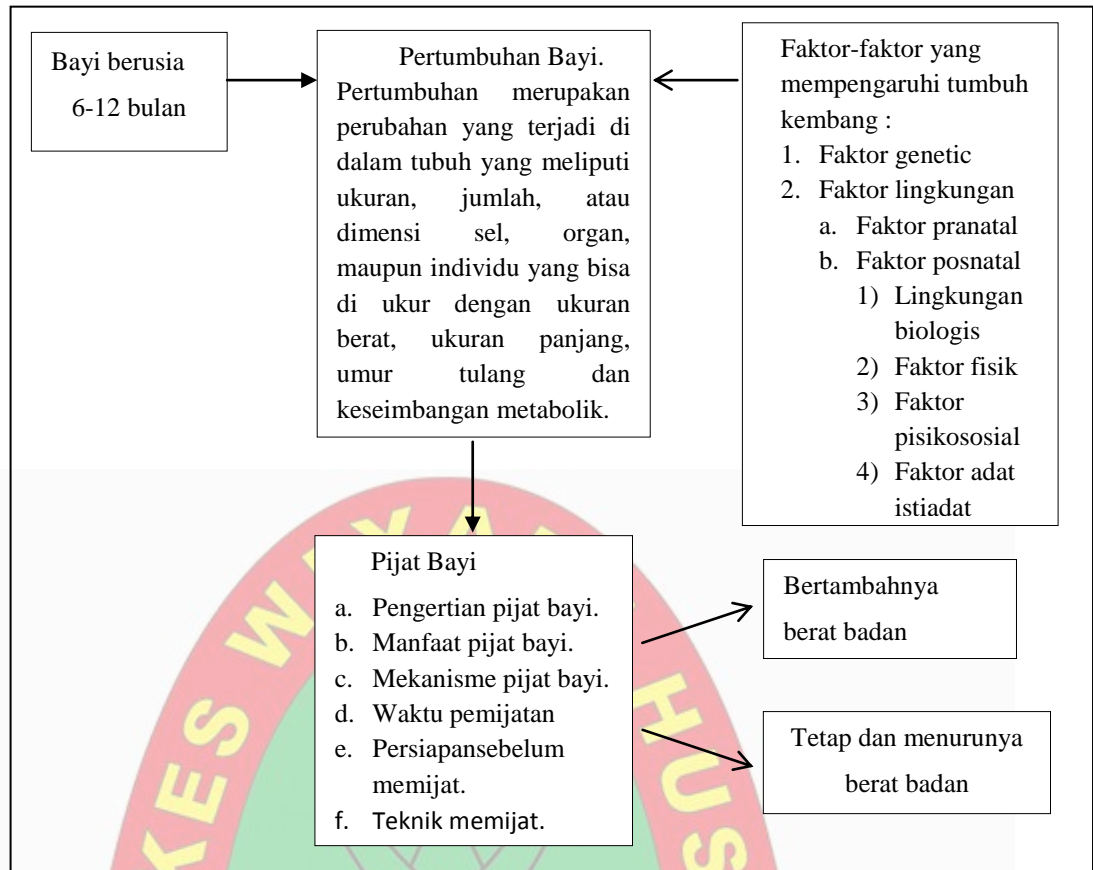 Bayi berusia
6-12 bulan
Pertumbuhan Bayi.
Pertumbuhan merupakan
perubahan yang terjadi di
dalam tubuh yang meliputi
ukuran, jumlah, atau
dimensi sel, organ,
maupun individu yang bisa
di ukur dengan ukuran
berat, ukuran panjang,
umur tulang dan
keseimbangan metabolik.
Faktor-faktor yang
mempengaruhi tumbuh
kembang :
1. Faktor genetic
2. Faktor lingkungan
a. Faktor pranatal
b. Faktor posnatal
1) Lingkungan
biologis
2) Faktor fisik
3) Faktor
pisikososial
4) Faktor adat
istiadat
Pijat Bayi
a. Pengertian pijat bayi.
b. Manfaat pijat bayi.
c. Mekanisme pijat bayi.
d. Waktu pemijatan
e. Persiapansebelum
memijat.
f. Teknik memijat.
Bertambahnya
berat badan
Tetap dan menurunya
berat badan